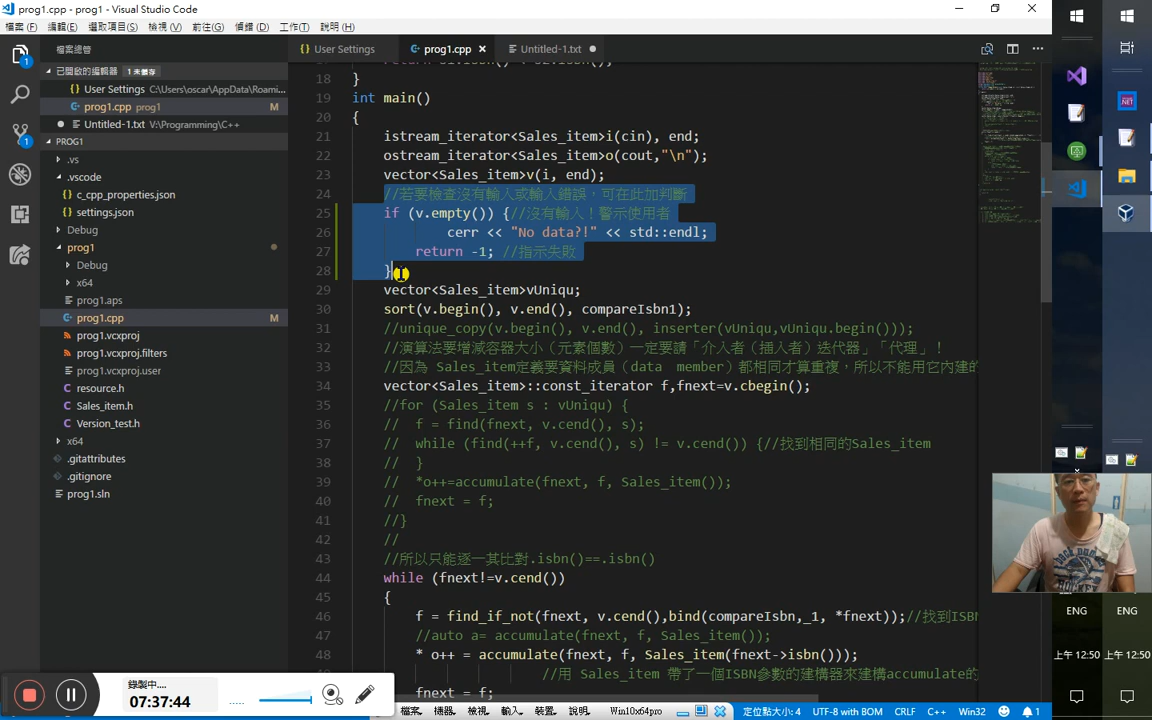 prog1.cpp - prog1 - Visual Studio Code
檔案(F) 編輯(E) 選取項目(S) 檢視(V) 前往(G) 偵錯(D) 工作(T) 說明(H)
檔案總管
User Settings prog1.cpp Untitled-1.txt
已開啟的編輯器 1 未儲存
User Settings C:\Users\oscar\AppData\Roami...
prog1.cpp prog1 M
Untitled-1.txt V:\Programming\C++
PROG1
.vs
.vscode
c_cpp_properties.json
settings.json
Debug
prog1
Debug
x64
prog1.aps
prog1.cpp M
prog1.vcxproj
prog1.vcxproj.filters
prog1.vcxproj.user
resource.h
Sales_item.h
Version_test.h
x64
.gitattributes
.gitignore
prog1.sln
18 }
19 int main()
20 {
21 istream_iterator<Sales_item>i(cin), end;
22 ostream_iterator<Sales_item>o(cout,"\n");
23 vector<Sales_item>v(i, end);
24 //若要檢查沒有輸入或輸入錯誤，可在此加判斷
25 if (v.empty()) {//沒有輸入！警示使用者
26 cerr << "No data?!" << std::endl;
27 return -1; //指示失敗
28 }
29 vector<Sales_item>vUniqu;
30 sort(v.begin(), v.end(), compareIsbn1);
31 //unique_copy(v.begin(), v.end(), inserter(vUniqu,vUniqu.begin()));
32 //演算法要增減容器大小（元素個數）一定要請「介入者（插入者）迭代器」「代理」！
33 //因為 Sales_item定義要資料成員（data member）都相同才算重複，所以不能用它內建的
34 vector<Sales_item>::const_iterator f,fnext=v.cbegin();
35 //for (Sales_item s : vUniqu) {
36 // f = find(fnext, v.cend(), s);
37 // while (find(++f, v.cend(), s) != v.cend()) {//找到相同的Sales_item
38 // }
39 // *o++=accumulate(fnext, f, Sales_item());
40 // fnext = f;
41 //}
42 //
43 //所以只能逐一其比對.isbn()==.isbn()
44 while (fnext!=v.cend())
45 {
46 f = find_if_not(fnext, v.cend(),bind(compareIsbn,_1, *fnext));//找到ISBN
47 //auto a= accumulate(fnext, f, Sales_item());
48 * o++ = accumulate(fnext, f, Sales_item(fnext->isbn()));
//用 Sales_item 帶了一個ISBN參數的建構器來建構accumulate的
fnext = f;
錄製中....
07:37:44
檔案 機器 檢視 輸入 裝置 說明 Win10x64pro
定位點大小: 4 UTF-8 with BOM CRLF C++ Win32 1
ENG ENG
上午 12:50 上午 12:50